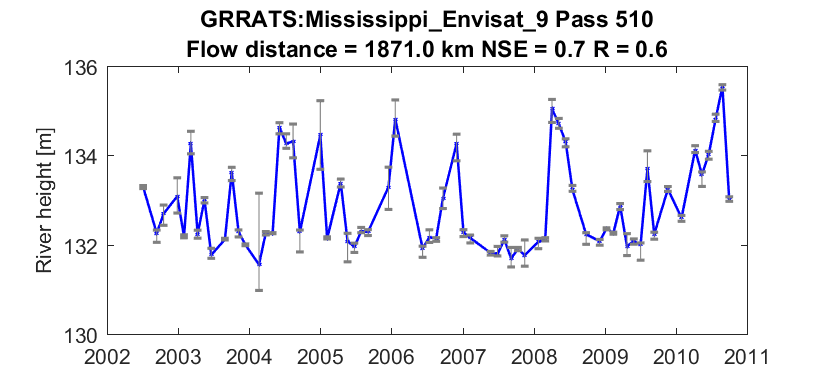 GRRATS:Mississippi_Envisat_9 Pass 510
Flow distance = 1871.0 km NSE = 0.7 R = 0.6
136
134
132
130
River height [m]
2002 2003 2004 2005 2006 2007 2008 2009 2010 2011